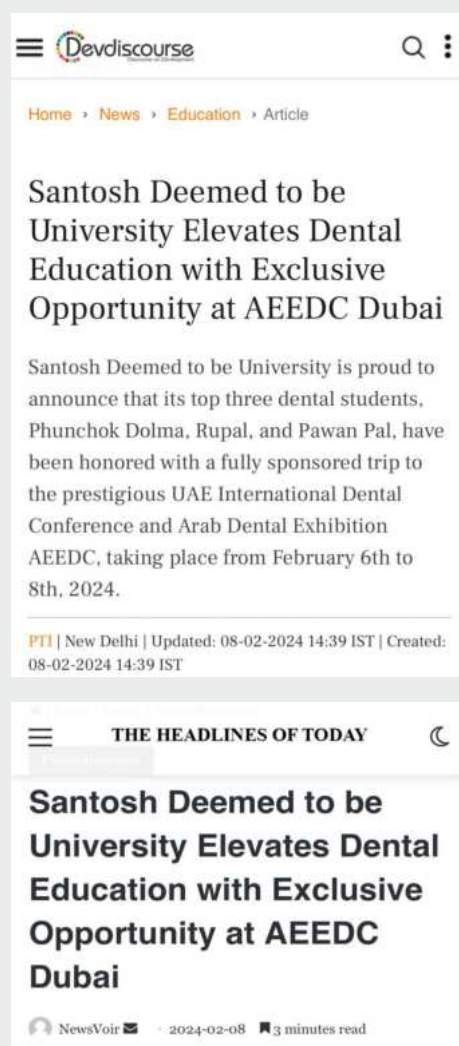 Devdiscourse
Home › News › Education › Article
Santosh Deemed to be
University Elevates Dental
Education with Exclusive
Opportunity at AEEDC Dubai
Santosh Deemed to be University is proud to
announce that its top three dental students,
Phunchok Dolma, Rupal, and Pawan Pal, have
been honored with a fully sponsored trip to
the prestigious UAE International Dental
Conference and Arab Dental Exhibition
AEEDC, taking place from February 6th to
8th, 2024.
PTI | New Delhi | Updated: 08-02-2024 14:39 IST | Created:
08-02-2024 14:39 IST
THE HEADLINES OF TODAY
Santosh Deemed to be
University Elevates Dental
Education with Exclusive
Opportunity at AEEDC
Dubai
NewsVoir · 2024-02-08 3 minutes read